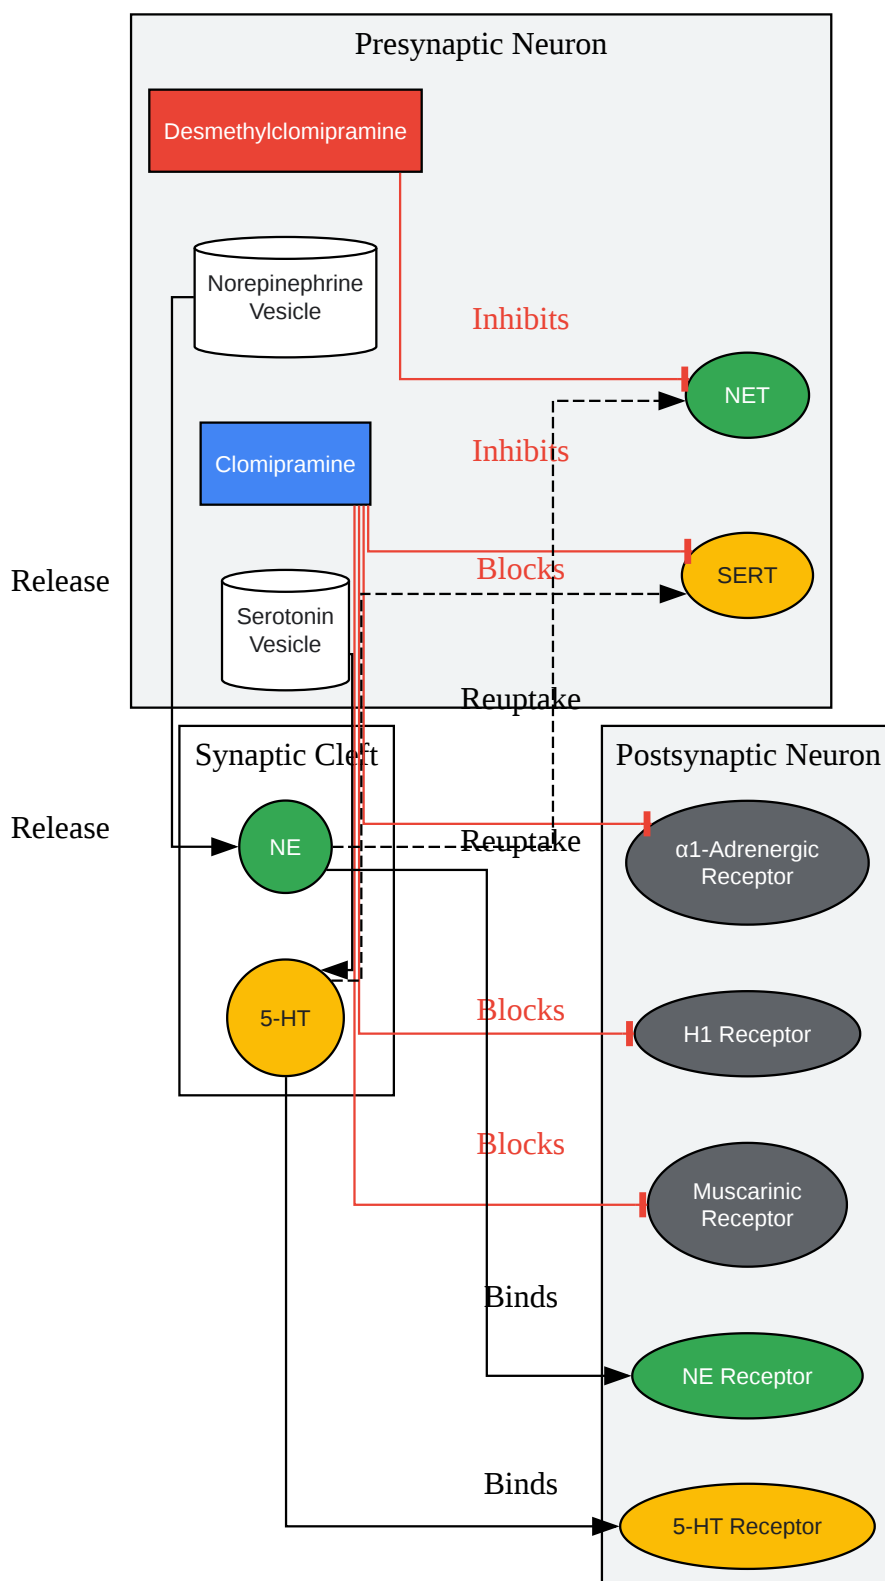 Presynaptic Neuron
Desmethylclomipramine
Norepinephrine
Vesicle
Inhibits
NET
Inhibits
Clomipramine
Blocks
SERT
Release
Serotonin
Vesicle
Reuptake
Synaptic Cleft
Postsynaptic Neuron
Release
NE
Reuptake
α1-Adrenergic
Receptor
5-HT
Blocks
H1 Receptor
Blocks
Muscarinic
Receptor
Binds
NE Receptor
Binds
5-HT Receptor